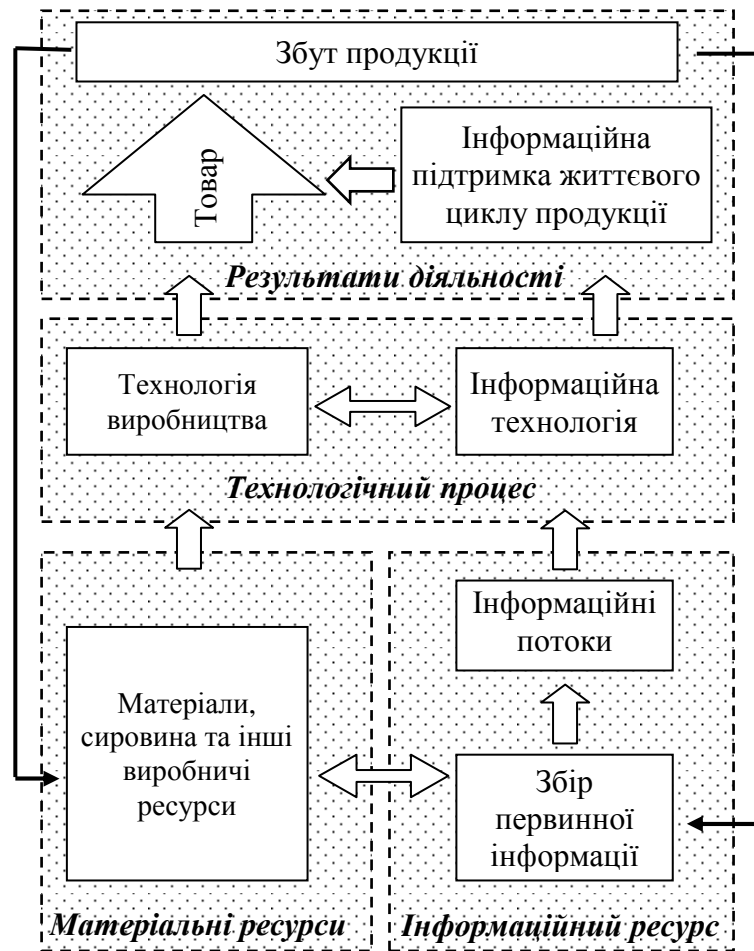 Збут продукції
Товар
Інформаційна
підтримка життєвого
циклу продукції
Результати діяльності
Технологія
виробництва
Інформаційна
технологія
Технологічний процес
Інформаційні
потоки
Матеріали,
сировина та інші
виробничі
ресурси
Збір
первинної
інформації
Матеріальні ресурси
Інформаційний ресурс